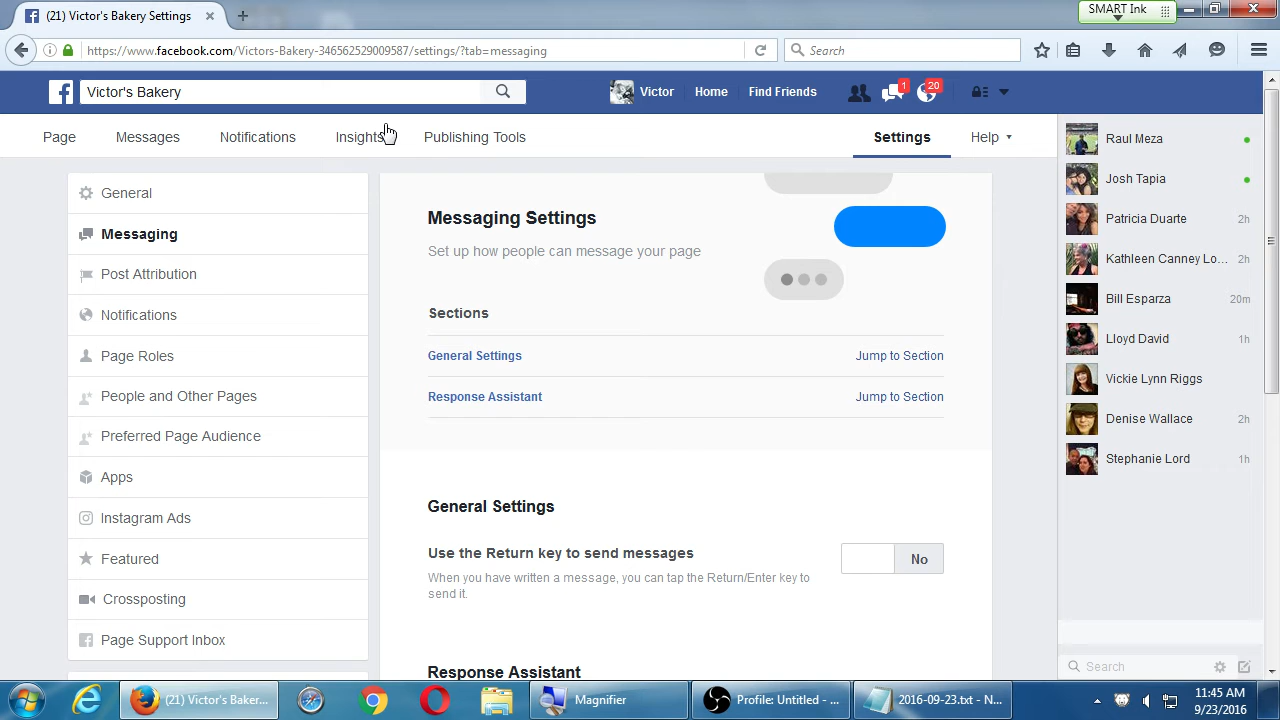 (21) Victor's Bakery Settings
SMART Ink
https://www.facebook.com/Victors-Bakery-346562529009587/settings/?tab=messaging
Search
Victor's Bakery
Victor
Home
Find Friends
1
20
Page
Messages
Notifications
Insights
Publishing Tools
Settings
Help
General
Messaging
Post Attribution
Notifications
Page Roles
People and Other Pages
Preferred Page Audience
Apps
Instagram Ads
Featured
Crossposting
Page Support Inbox
Messaging Settings
Set up how people can message your page
Sections
General Settings Jump to Section
Response Assistant Jump to Section
General Settings
Use the Return key to send messages
No
When you have written a message, you can tap the Return/Enter key to
send it.
Response Assistant
Raul Meza
Josh Tapia
Patricia Duarte 2h
Kathleen Canney Lo... 2h
Bill Esparza 20m
Lloyd David 1h
Vickie Lynn Riggs
Denise Wallace 2h
Stephanie Lord 1h
Search
(21) Victor's Baker...
Magnifier
Profile: Untitled - ...
2016-09-23.txt - N...
11:45 AM
9/23/2016